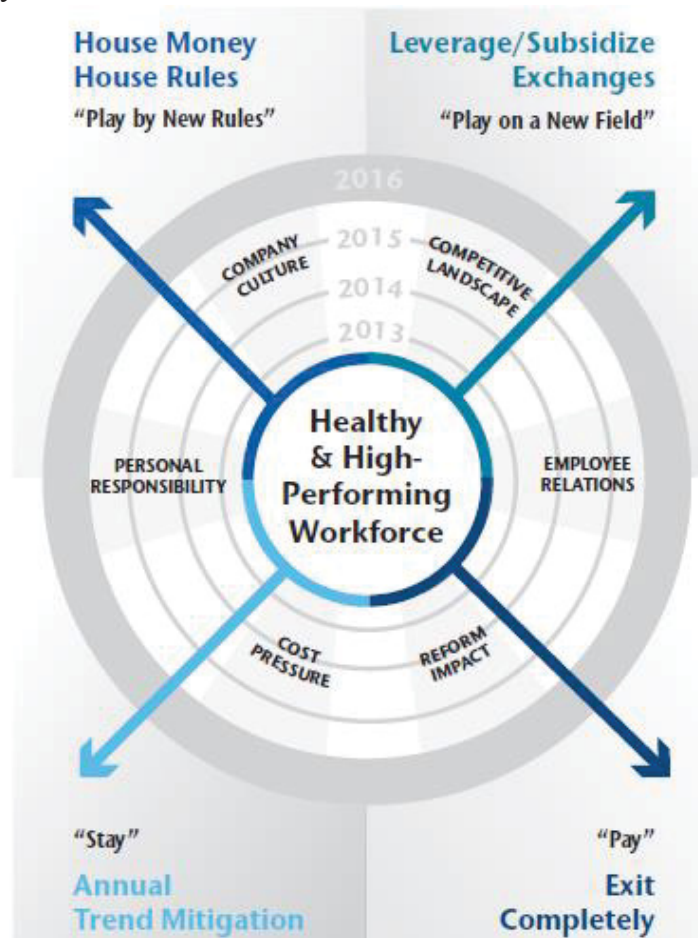 House Money
House Rules
"Play by New Rules"
Leverage/Subsidize
Exchanges
"Play on a New Field"
2016
2015
2014
2013
COMPANY
CULTURE
COMPETITIVE
LANDSCAPE
Healthy
& High-
Performing
Workforce
PERSONAL
RESPONSIBILITY
EMPLOYEE
RELATIONS
COST
PRESSURE
REFORM
IMPACT
"Stay"
Annual
Trend Mitigation
"Pay"
Exit
Completely